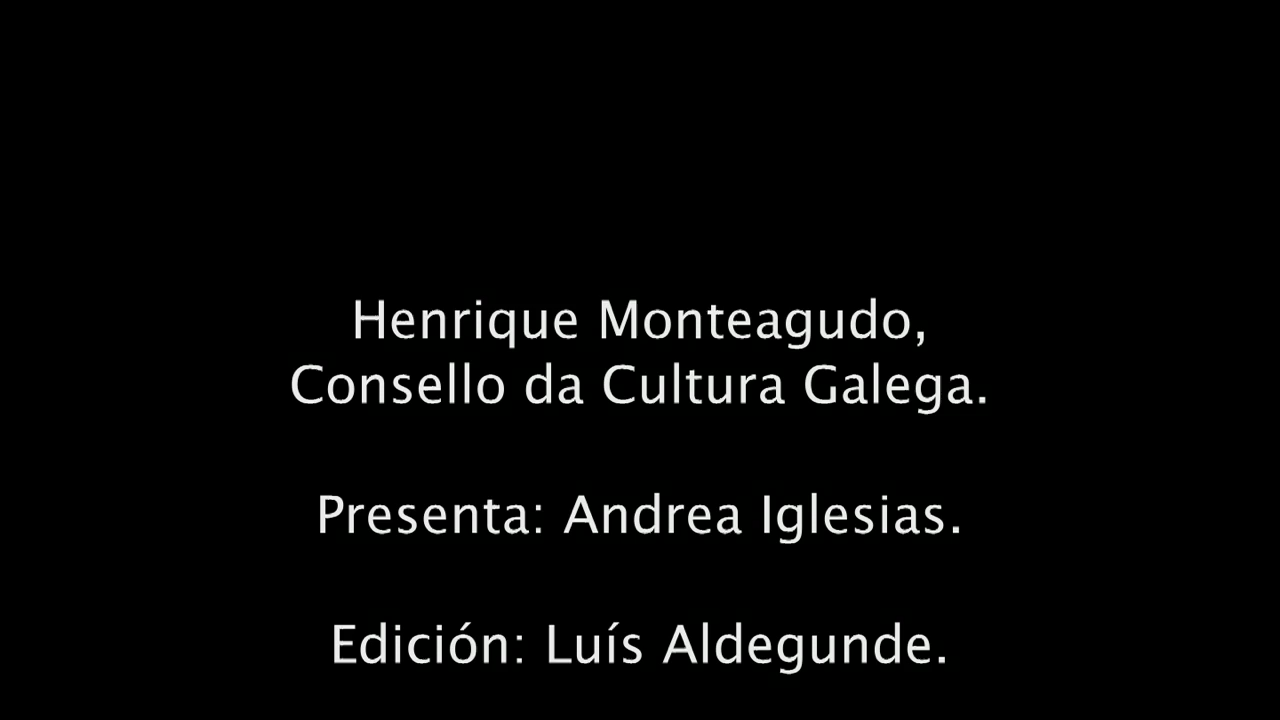 Henrique Monteagudo,
Consello da Cultura Galega.
Presenta: Andrea Iglesias.
Edición: Luís Aldegunde.